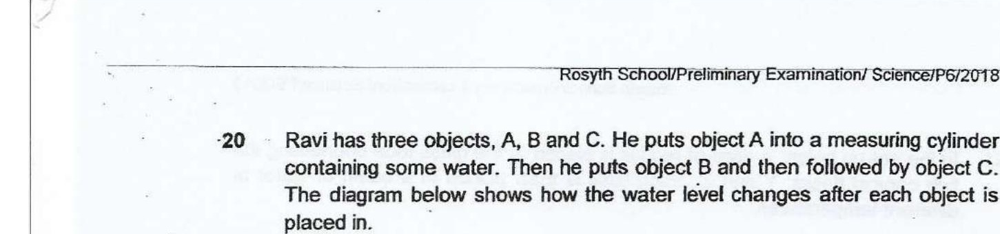 Rosyth School/Preliminary Examination/ Science/P6/2018
20 Ravi has three objects, A, B and C. He puts object A into a measuring cylinder
containing some water. Then he puts object B and then followed by object C.
The diagram below shows how the water level changes after each object is
placed in.